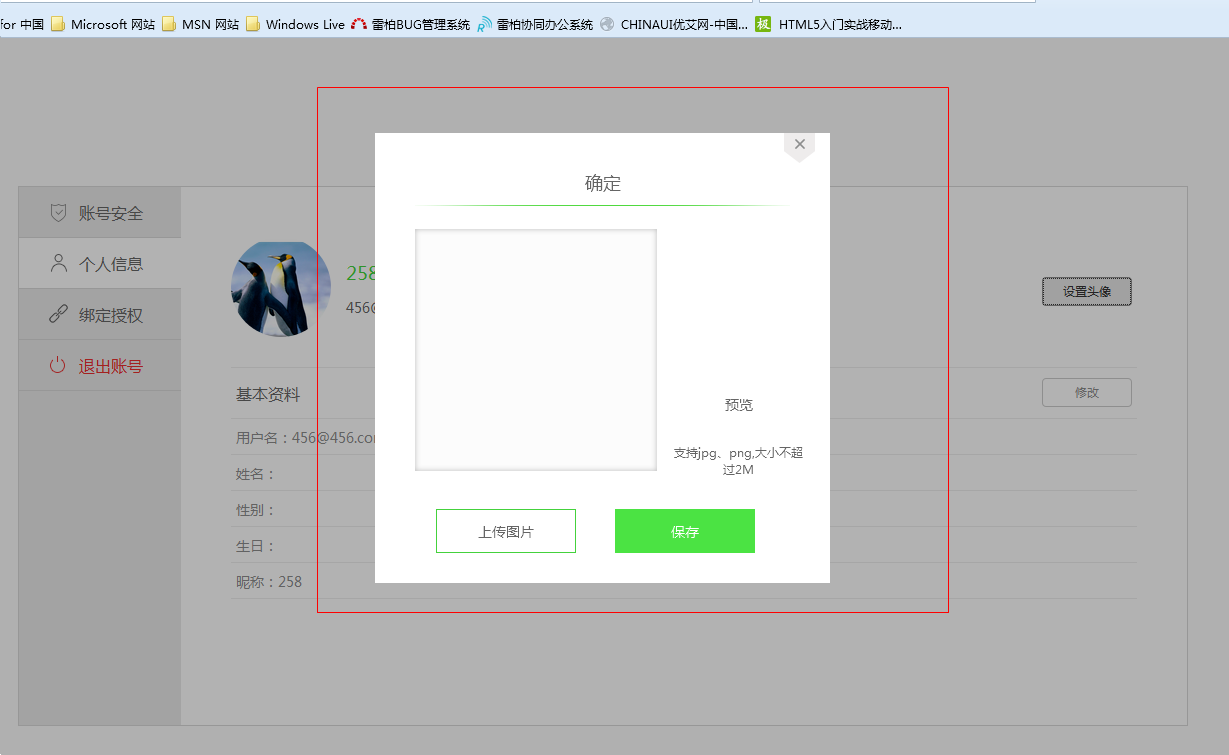 for 中国 Microsoft 网站 MSN 网站 Windows Live 雷柏BUG管理系统 雷柏协同办公系统 CHINAUI优艾网-中国... 极 HTML5入门实战移动...
账号安全
个人信息
绑定授权
退出账号
258
456@
设置头像
基本资料
修改
用户名：456@456.com
姓名：
性别：
生日：
昵称：258
确定
预览
支持jpg、png,大小不超
过2M
上传图片
保存